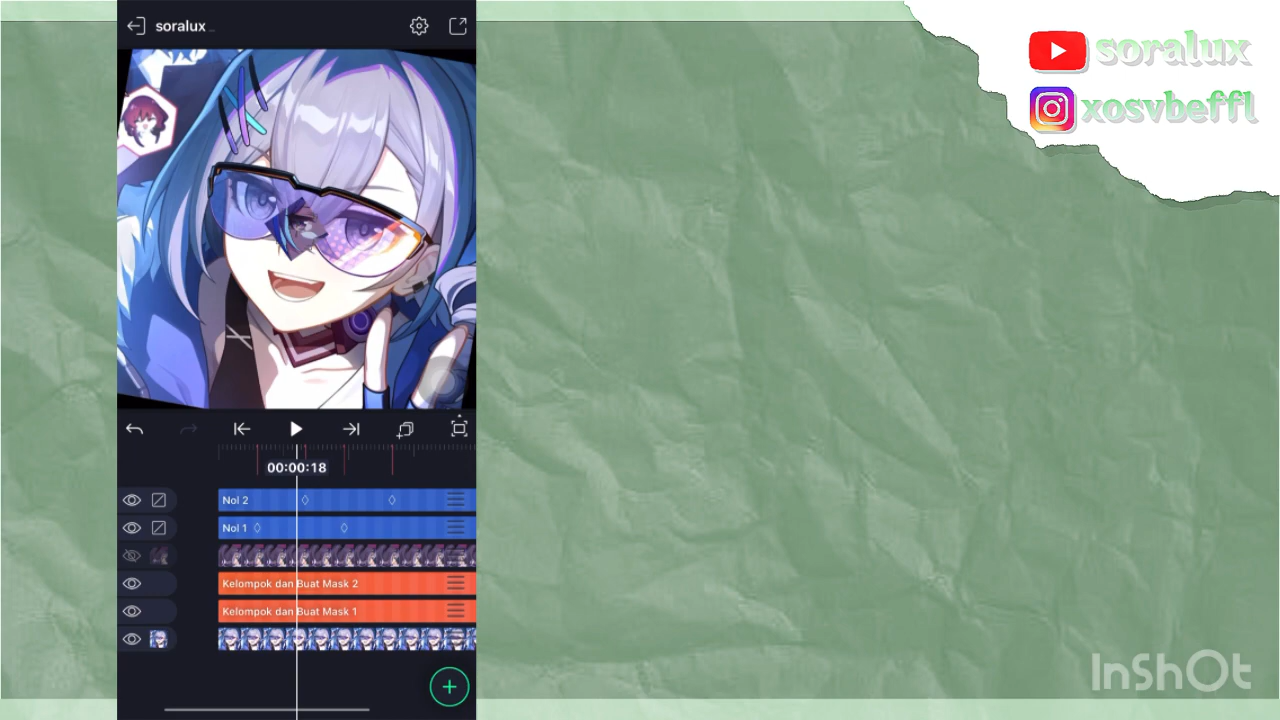 soralux
soralux
xosvbeffl
00:00:18
Nol 2
Nol 1
Kelompok dan Buat Mask 2
Kelompok dan Buat Mask 1
InShOt